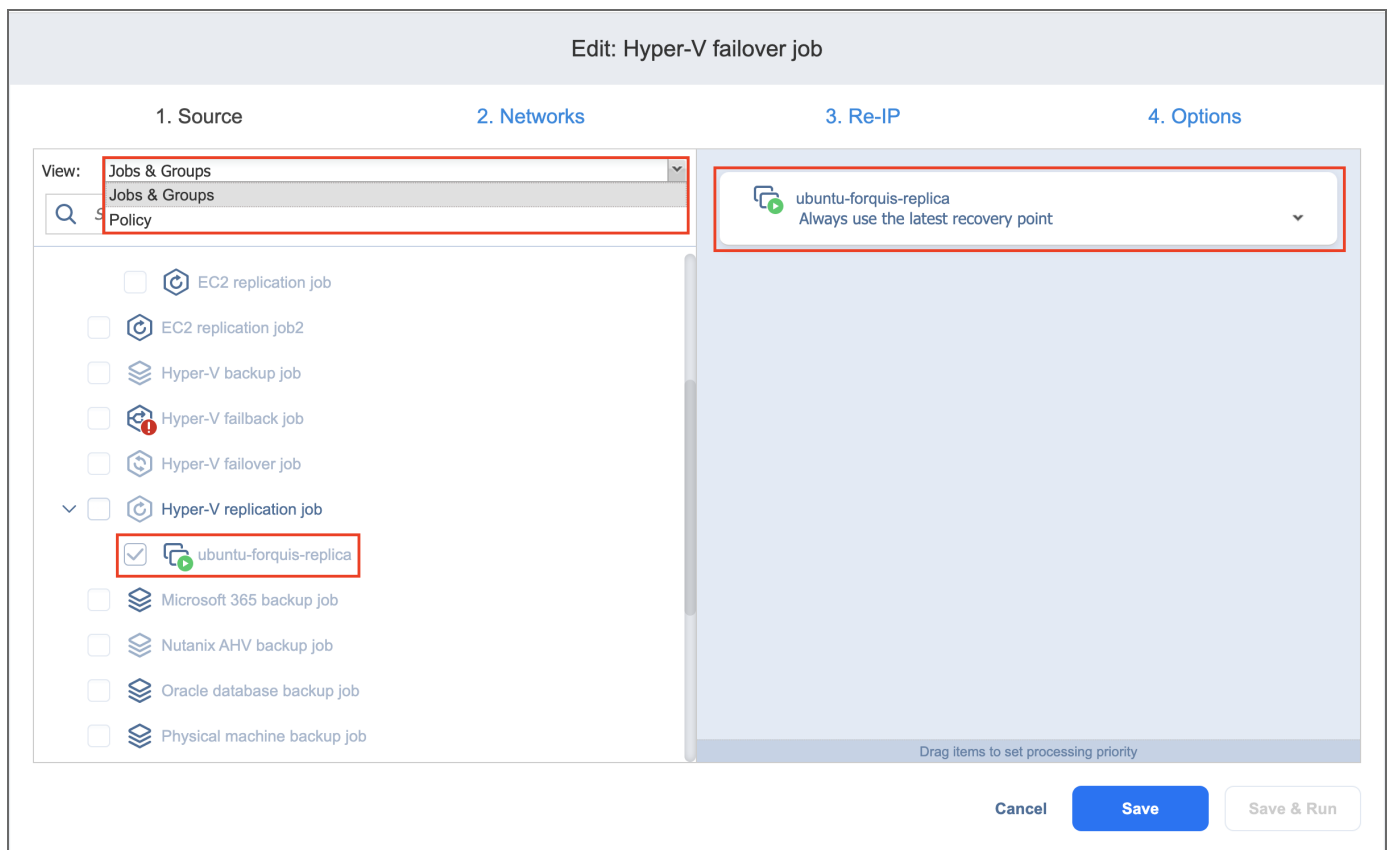 Edit: Hyper-V failover job
1. Source
2. Networks
3. Re-IP
4. Options
View:
Jobs & Groups
Jobs & Groups
Policy
S
EC2 replication job
EC2 replication job2
Hyper-V backup job
Hyper-V failback job
Hyper-V failover job
Hyper-V replication job
ubuntu-forquis-replica
Microsoft 365 backup job
Nutanix AHV backup job
Oracle database backup job
Physical machine backup job
ubuntu-forquis-replica
Always use the latest recovery point
Drag items to set processing priority
Cancel
Save
Save & Run